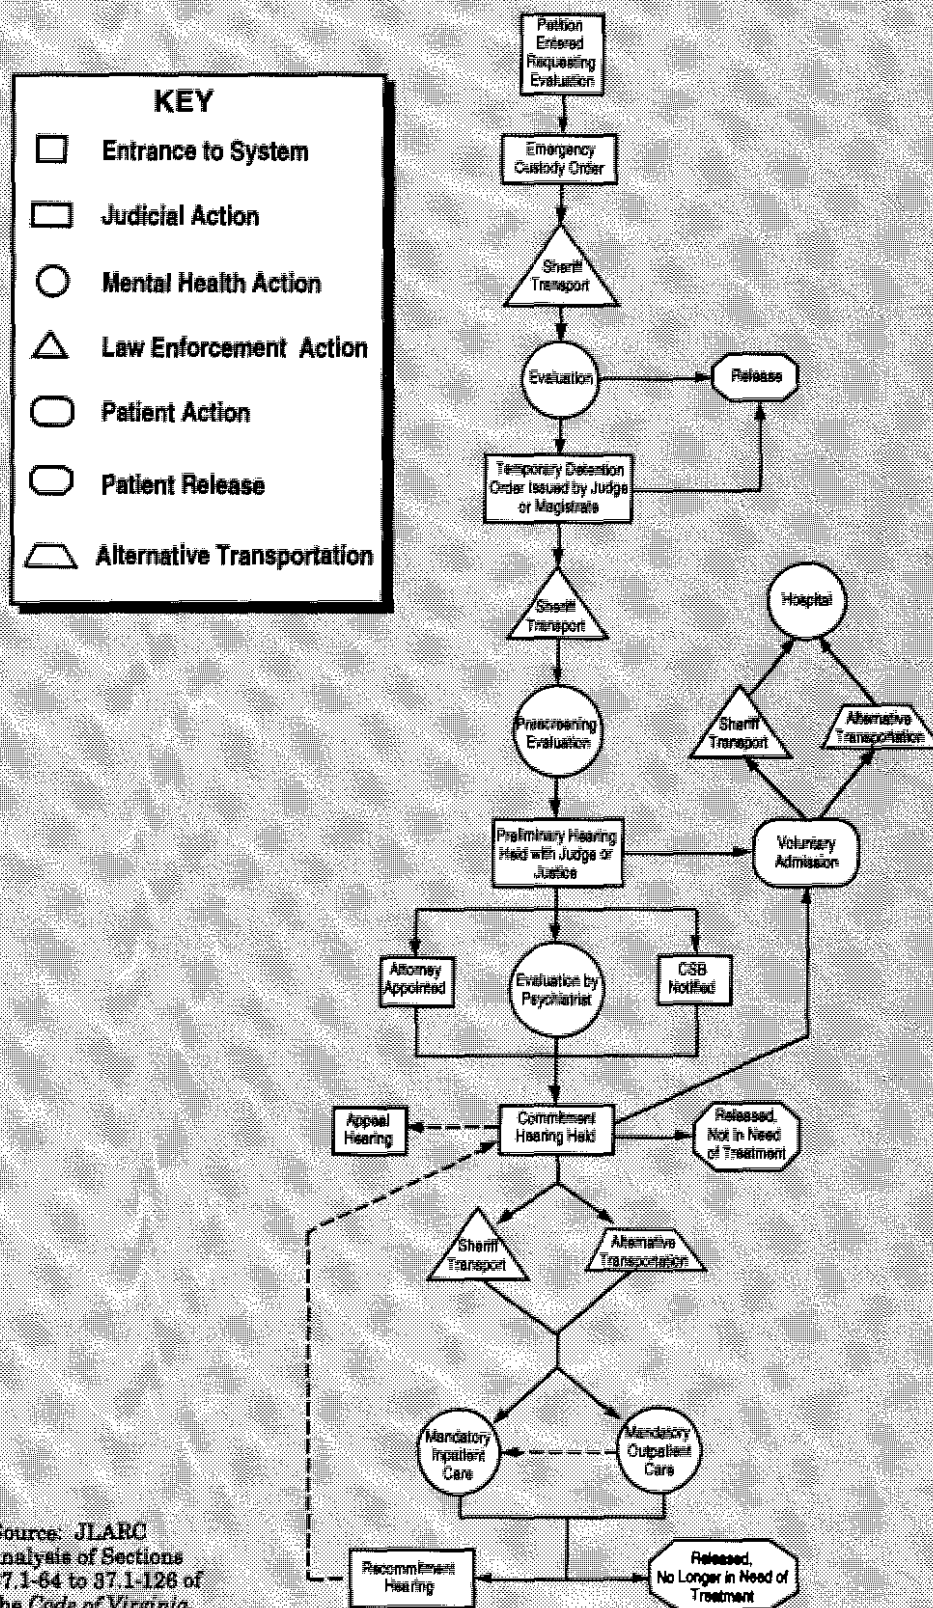 KEY
Entrance to System
Judicial Action
Mental Health Action
Law Enforcement Action
Patient Action
Patient Release
Alternative Transportation
Petition
Entered
Requesting
Evaluation
Emergency
Custody Order
Sheriff
Transport
Evaluation
Release
Temporary Detention
Order Issued by Judge
or Magistrate
Sheriff
Transport
Hospital
Prescreening
Evaluation
Sheriff
Transport
Alternative
Transportation
Preliminary Hearing
Held with Judge or
Justice
Voluntary
Admission
Attorney
Appointed
Evaluation by
Psychiatrist
CSB
Notified
Appeal
Hearing
Commitment
Hearing Held
Released,
Not in Need
of Treatment
Sheriff
Transport
Alternative
Transportation
Mandatory
Inpatient
Care
Mandatory
Outpatient
Care
Recommitment
Hearing
Released,
No Longer in Need of
Treatment
Source: JLARC
analysis of Sections
37.1-64 to 37.1-126 of
the Code of Virginia